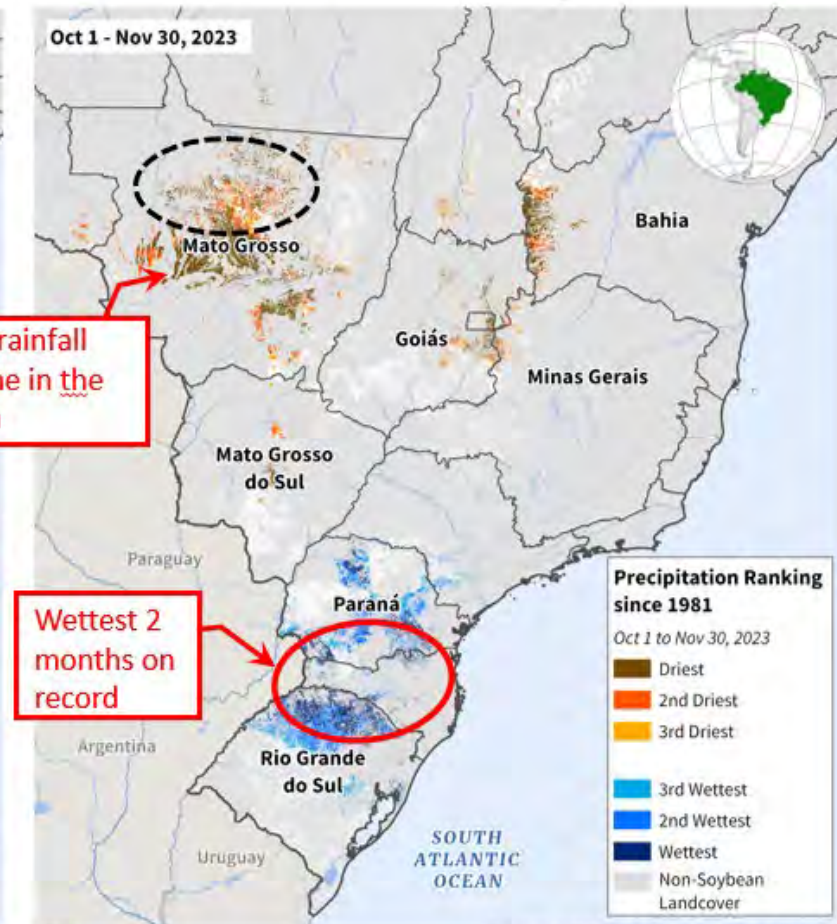 Oct 1 - Nov 30, 2023
Bahia
Mato Grosso
rainfall
in the
Goiás
Minas Gerais
Mato Grosso
do Sul
Paraguay
Paraná
Wettest 2
months on
record
Argentina
Rio Grande
do Sul
Uruguay
SOUTH
ATLANTIC
OCEAN
Precipitation Ranking
since 1981
Oct 1 to Nov 30, 2023
Driest
2nd Driest
3rd Driest
3rd Wettest
2nd Wettest
Wettest
Non-Soybean
Landcover